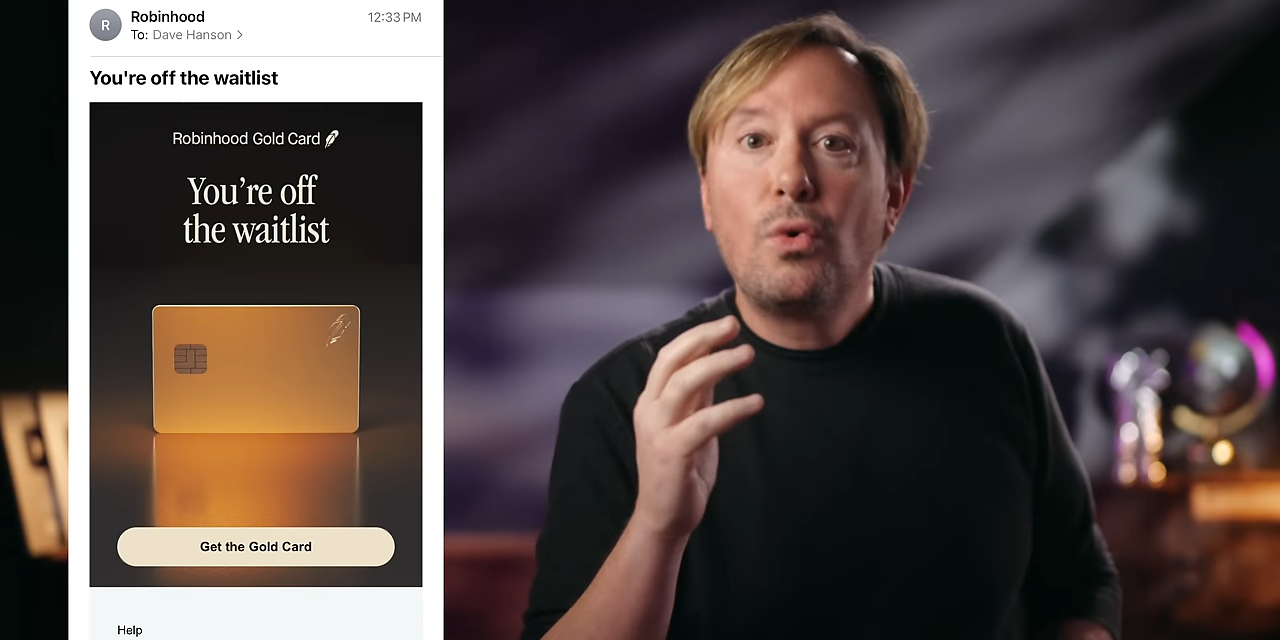 R
Robinhood
12:33 PM
To: Dave Hanson >
You're off the waitlist
Robinhood Gold Card
You're off
the waitlist
Get the Gold Card
Help